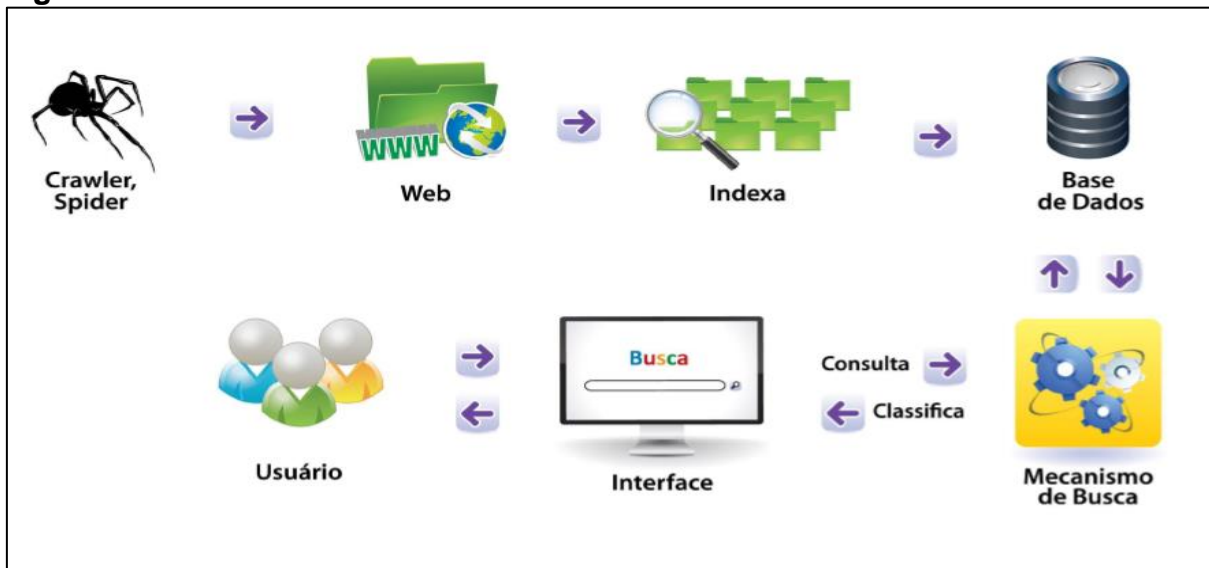 Crawler,
Spider
WWW
Web
Indexa
Base
de Dados
Usuário
Busca
Interface
Consulta
Classifica
Mecanismo
de Busca